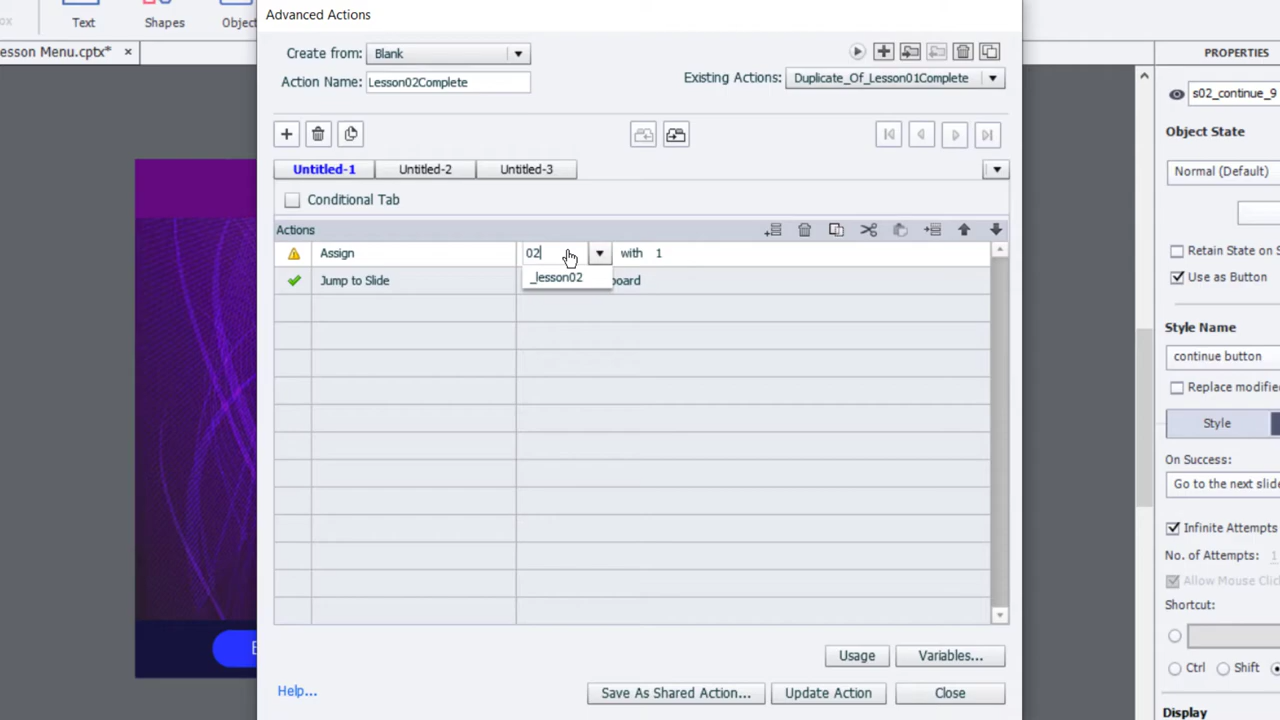 Advanced Actions
ox
Text
Shapes
Object
esson Menu.cptx* ×
Create from: Blank
Existing Actions: Duplicate_Of_Lesson01Complete
Action Name: Lesson02Complete
Untitled-1 Untitled-2 Untitled-3
Conditional Tab
Actions
Assign 02 with 1
_lesson02
Jump to Slide board
Usage Variables...
Help... Save As Shared Action... Update Action Close
PROPERTIES
s02_continue_9
Object State
Normal (Default)
Retain State on S
Use as Button
Style Name
continue button
Replace modifie
Style
On Success:
Go to the next slide
Infinite Attempts
No. of Attempts: 1
Allow Mouse Clic
Shortcut:
Ctrl Shift
Display